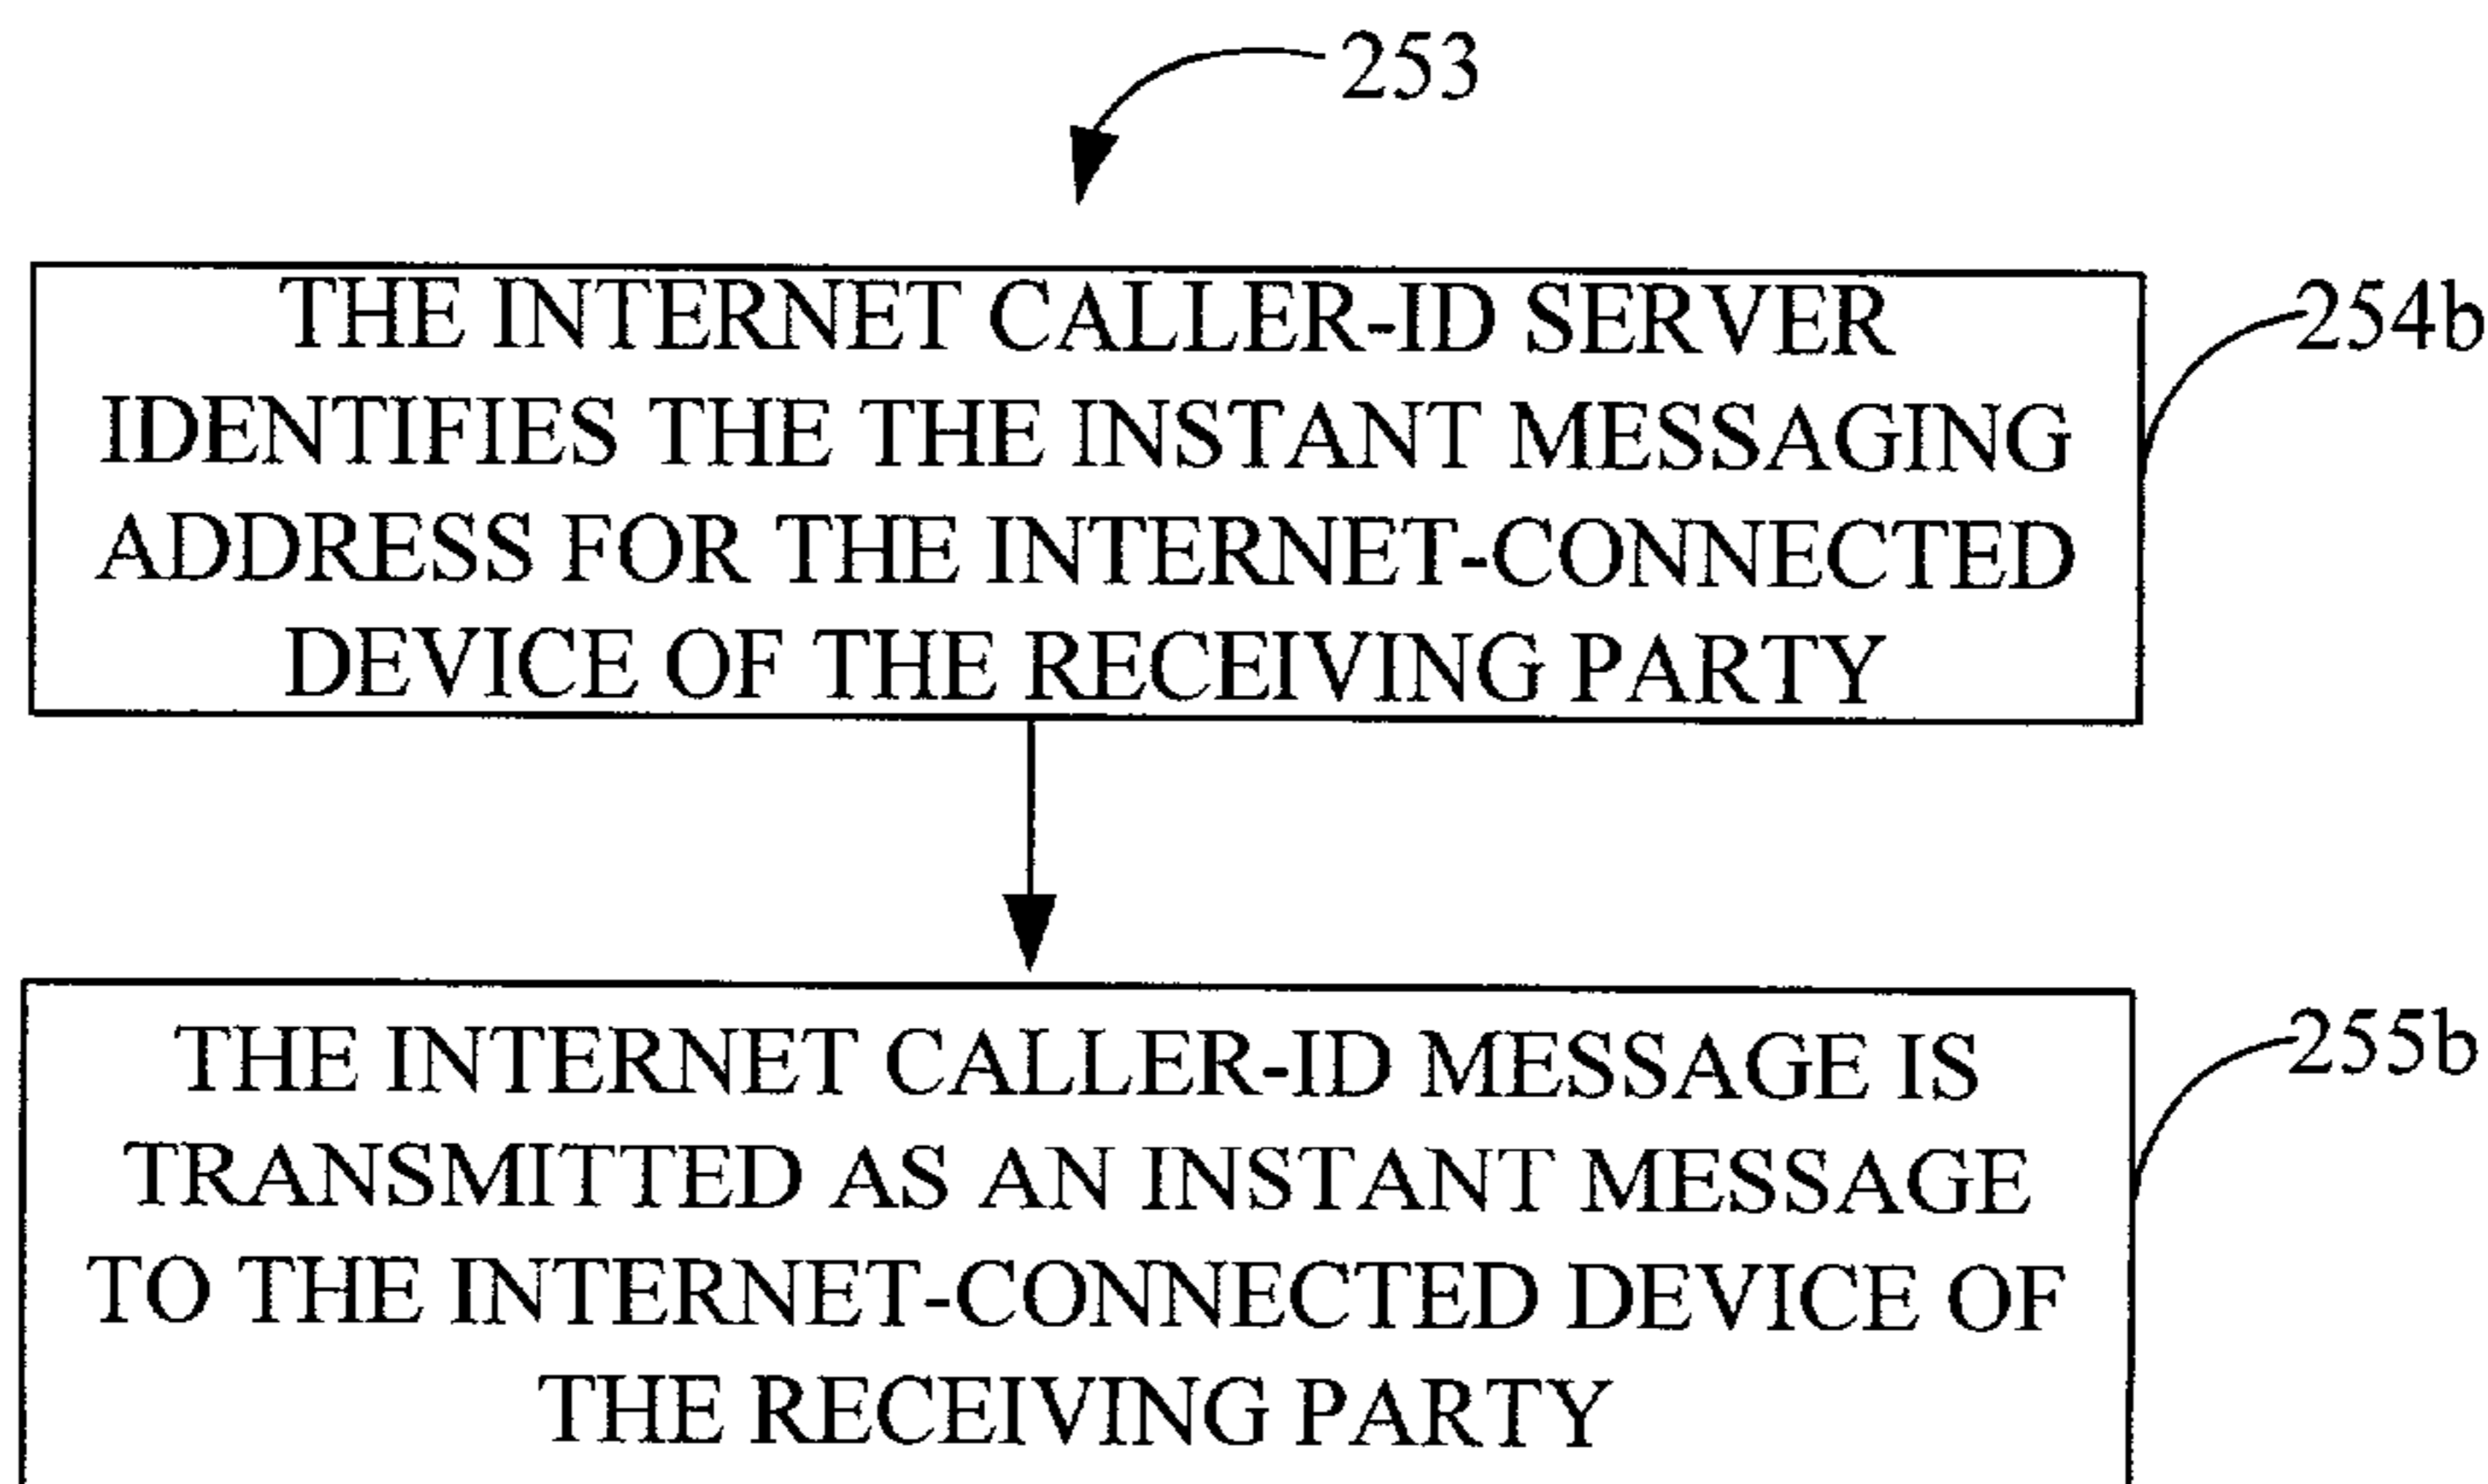 253
THE INTERNET CALLER-ID SERVER
254b
IDENTIFIES THE THE INSTANT MESSAGING
ADDRESS FOR THE INTERNET-CONNECTED
DEVICE OF THE RECEIVING PARTY
THE INTERNET CALLER-ID MESSAGE IS
255b
TRANSMITTED AS AN INSTANT MESSAGE
TO THE INTERNET-CONNECTED DEVICE OF
THE RECEIVING PARTY